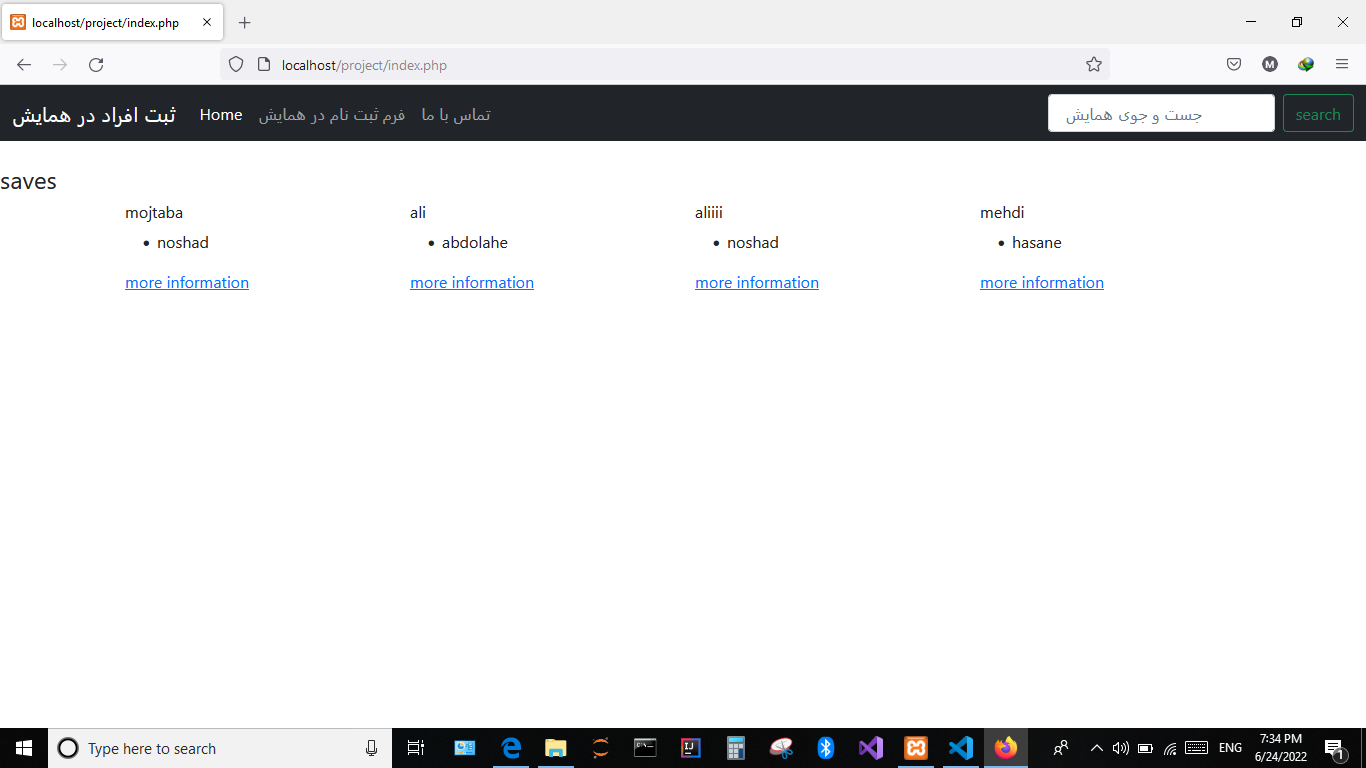 localhost/project/index.php
localhost/project/index.php
M
ثبت افراد در همایش Home فرم ثبت نام در همایش تماس با ما جست و جوی همایش search
saves
mojtaba ali aliiii mehdi
noshad abdolahe noshad hasane
more information more information more information more information
Type here to search
ENG
7:34 PM
6/24/2022
1